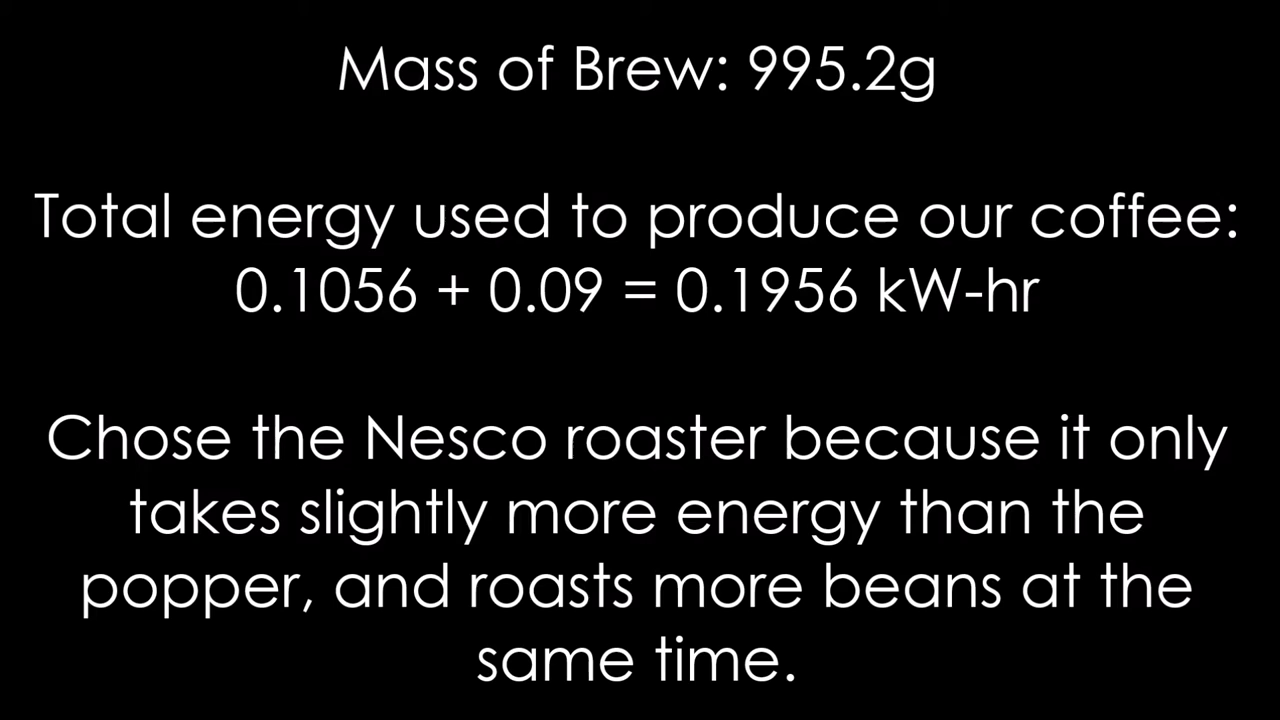 Mass of Brew: 995.2g
Total energy used to produce our coffee:
0.1056 + 0.09 = 0.1956 kW-hr
Chose the Nesco roaster because it only
takes slightly more energy than the
popper, and roasts more beans at the
same time.